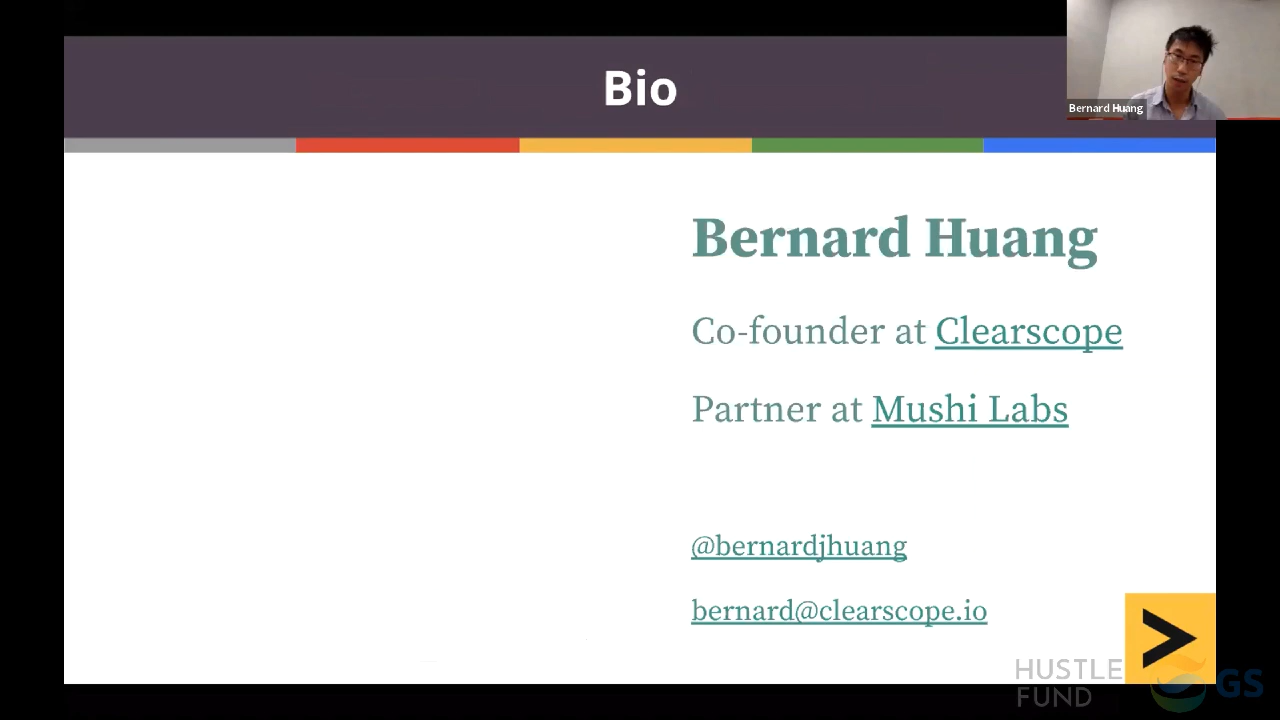 Bio
Bernard Huang
Bernard Huang
Co-founder at Clearscope
Partner at Mushi Labs
@bernardjhuang
bernard@clearscope.io
HUSTLE
FUND
GS